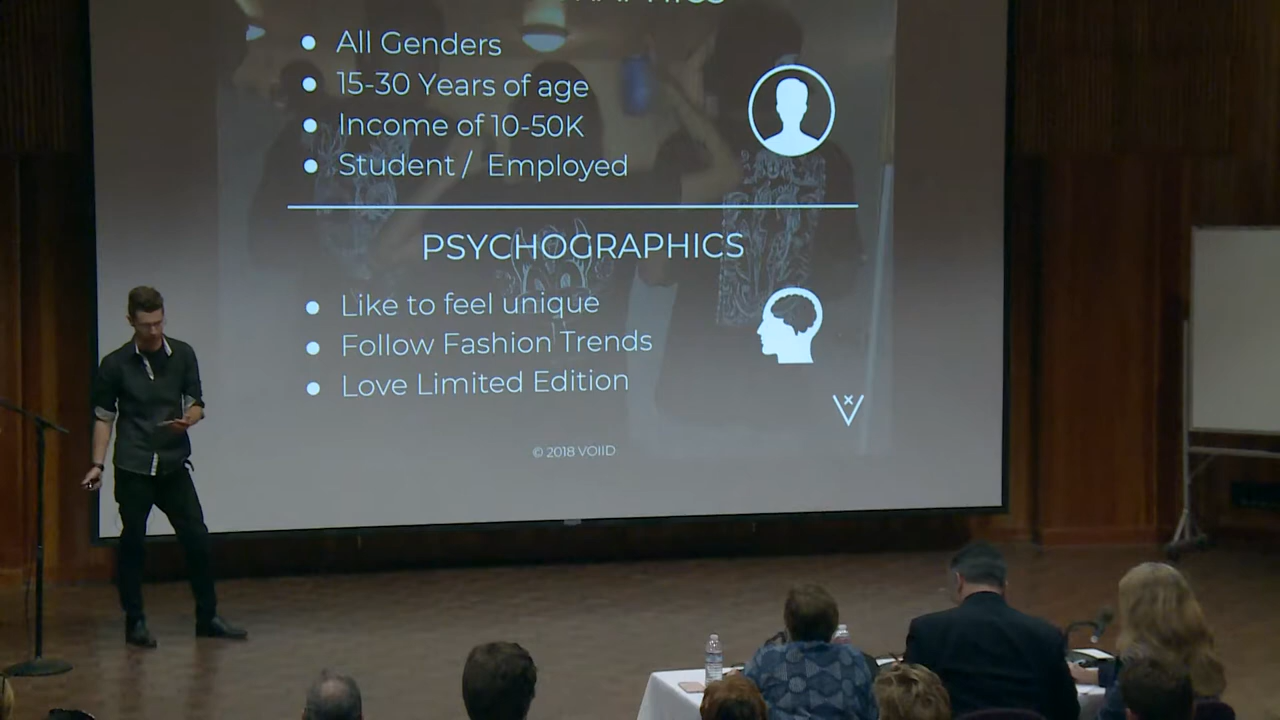 All Genders
15-30 Years of age
Income of 10-50K
Student / Employed
PSYCHOGRAPHICS
Like to feel unique
Follow Fashion Trends
Love Limited Edition
© 2018 VOIID